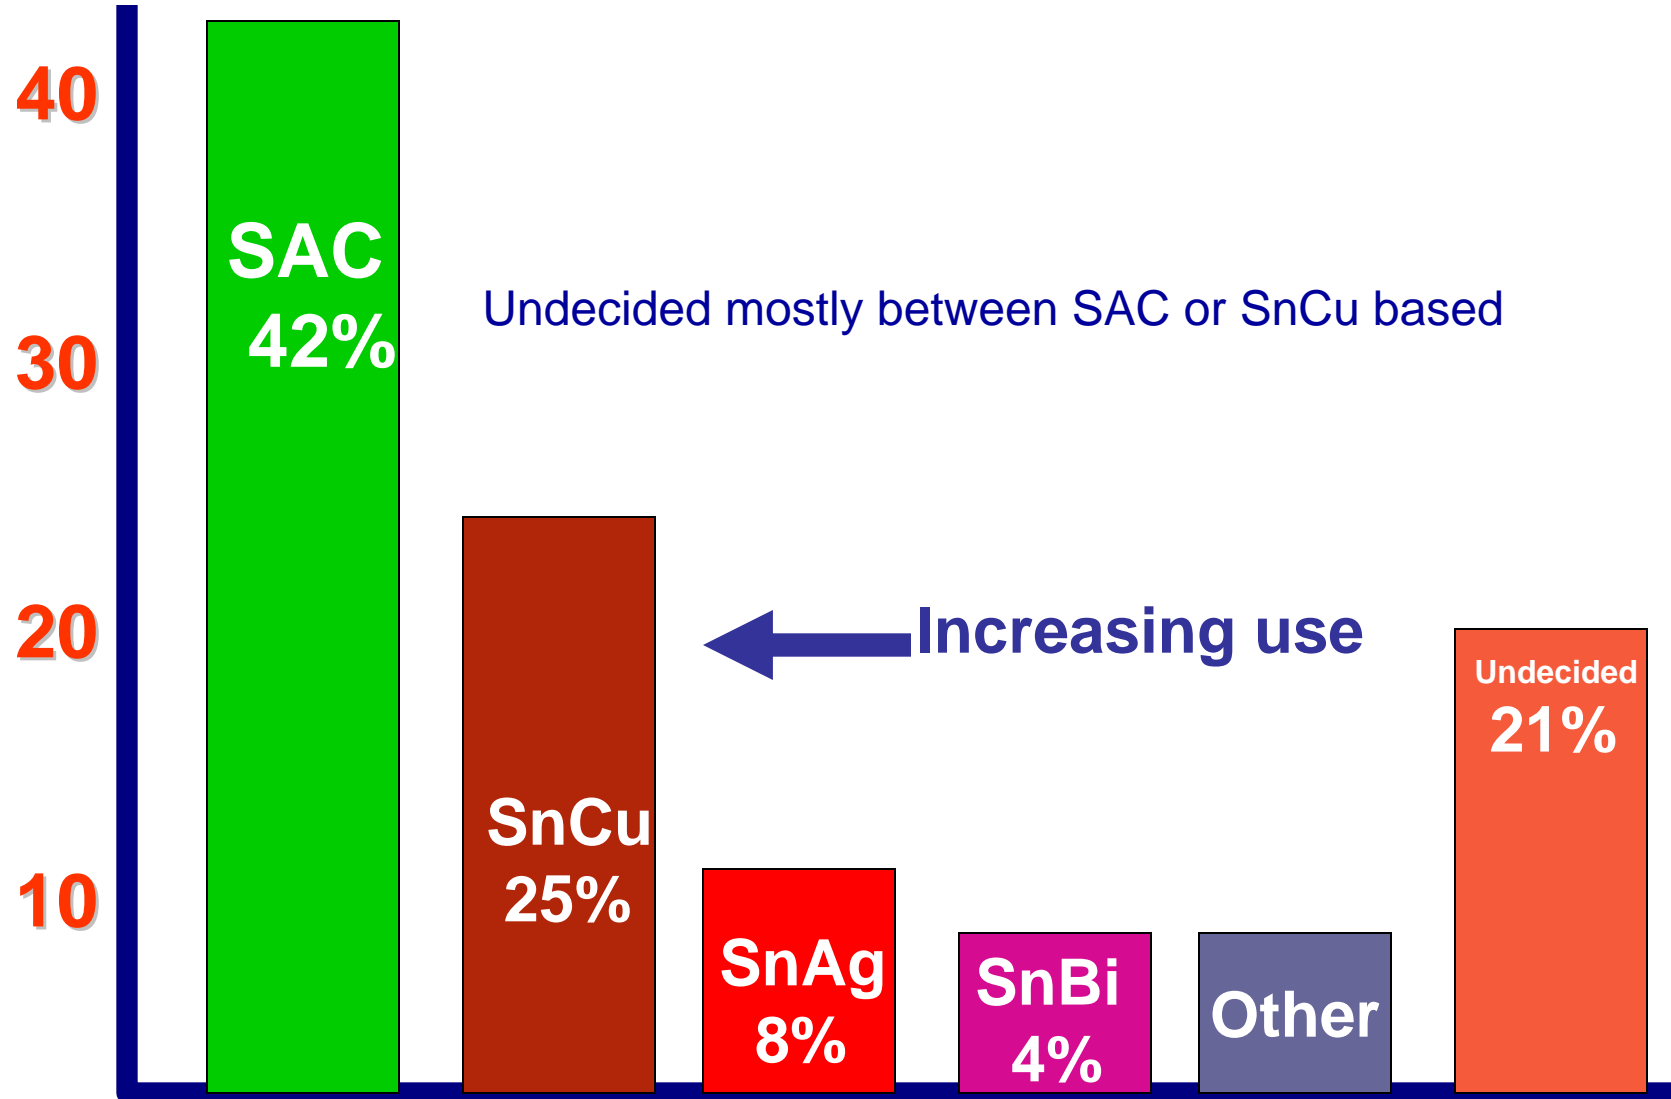 40
30
20
10
SAC
42%
Undecided mostly between SAC or SnCu based
SnCu
25%
Increasing use
SnAg
8%
SnBi
4%
Other
Undecided
21%